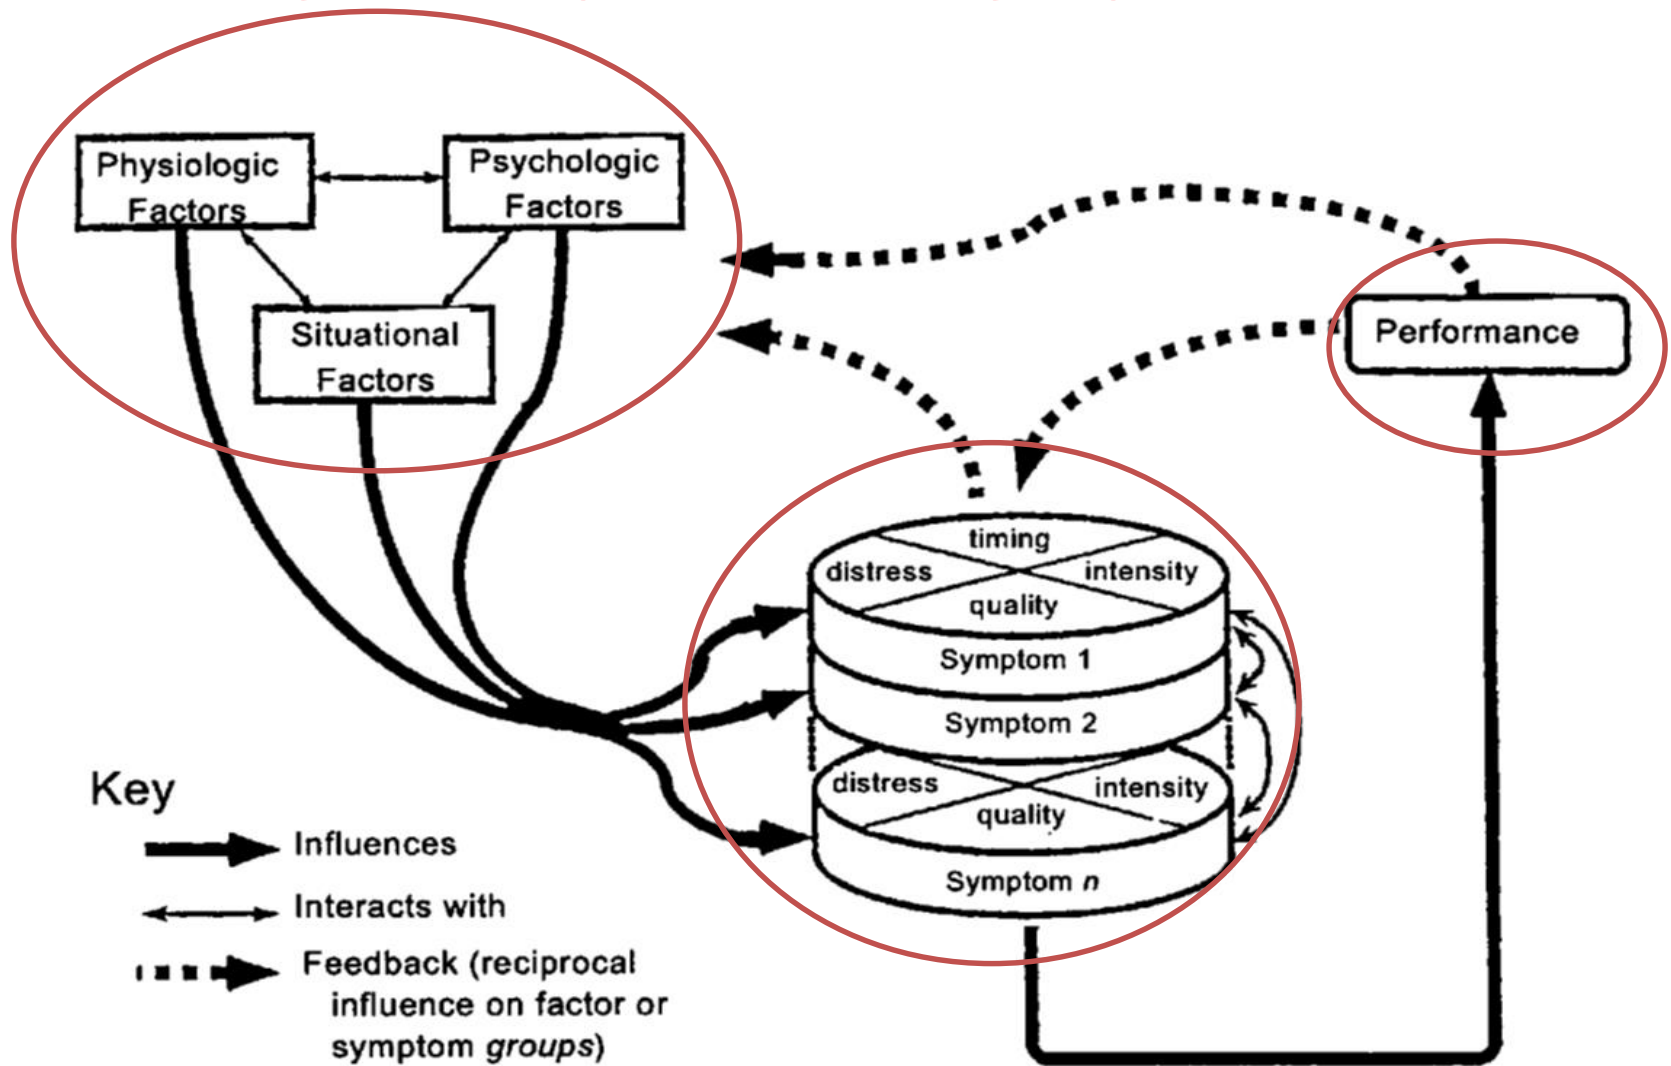 Physiologic
Factors
Psychologic
Factors
Situational
Factors
Performance
timing
distress
intensity
quality
Symptom 1
Symptom 2
distress
intensity
quality
Symptom n
Key
Influences
Interacts with
Feedback (reciprocal
influence on factor or
symptom groups)